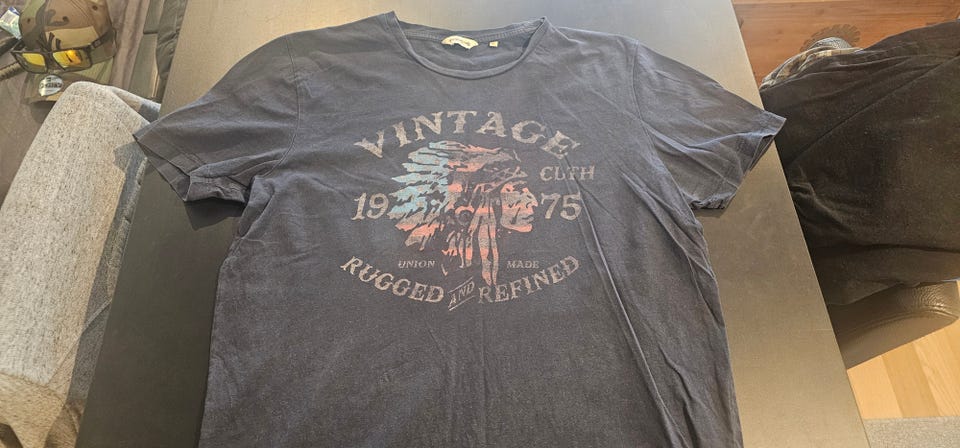 VINTAGE
CLTH
19 75
UNION MADE
RUGGED AND REFINED